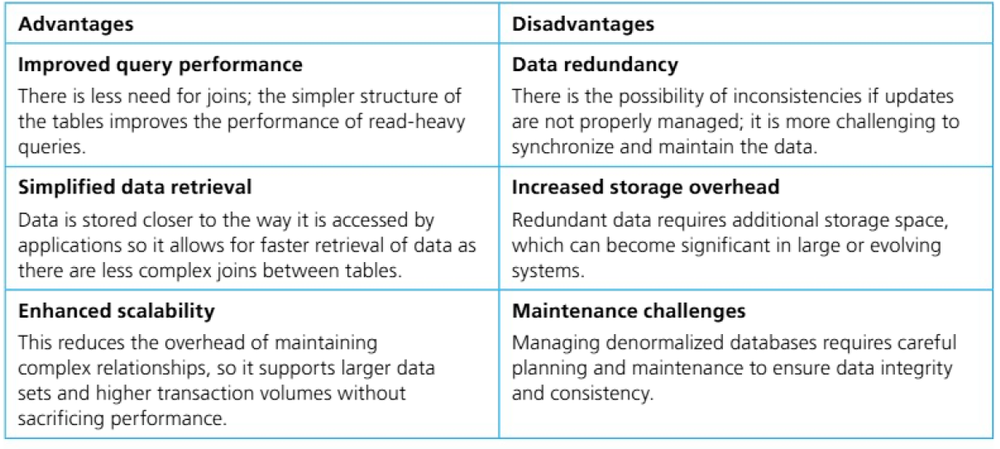 Advantages
Disadvantages
Improved query performance
There is less need for joins; the simpler structure of
the tables improves the performance of read-heavy
queries.
Data redundancy
There is the possibility of inconsistencies if updates
are not properly managed; it is more challenging to
synchronize and maintain the data.
Simplified data retrieval
Data is stored closer to the way it is accessed by
applications so it allows for faster retrieval of data as
there are less complex joins between tables.
Increased storage overhead
Redundant data requires additional storage space,
which can become significant in large or evolving
systems.
Enhanced scalability
This reduces the overhead of maintaining
complex relationships, so it supports larger data
sets and higher transaction volumes without
sacrificing performance.
Maintenance challenges
Managing denormalized databases requires careful
planning and maintenance to ensure data integrity
and consistency.